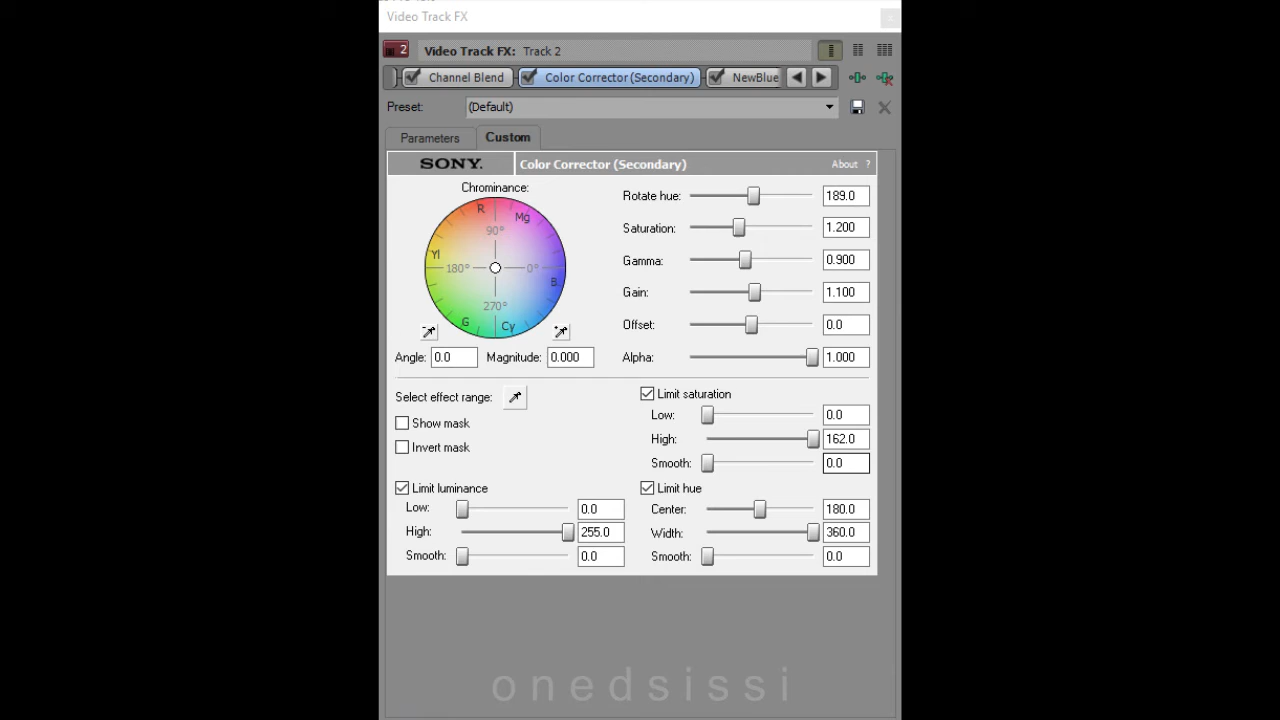 Video Track FX
x
2 Video Track FX: Track 2
Channel Blend Color Corrector (Secondary) NewBlue
Preset: (Default)
Parameters Custom
SONY. Color Corrector (Secondary) About ?
Chrominance:
R
Mg
90°
Yl
180° 0°
B
270°
G
Cy
Angle: 0.0 Magnitude: 0.000
Rotate hue: 189.0
Saturation: 1.200
Gamma: 0.900
Gain: 1.100
Offset: 0.0
Alpha: 1.000
Select effect range:
Show mask
Invert mask
Limit saturation
Low: 0.0
High: 162.0
Smooth: 0.0
Limit luminance
Low: 0.0
High: 255.0
Smooth: 0.0
Limit hue
Center: 180.0
Width: 360.0
Smooth: 0.0
onedsissi